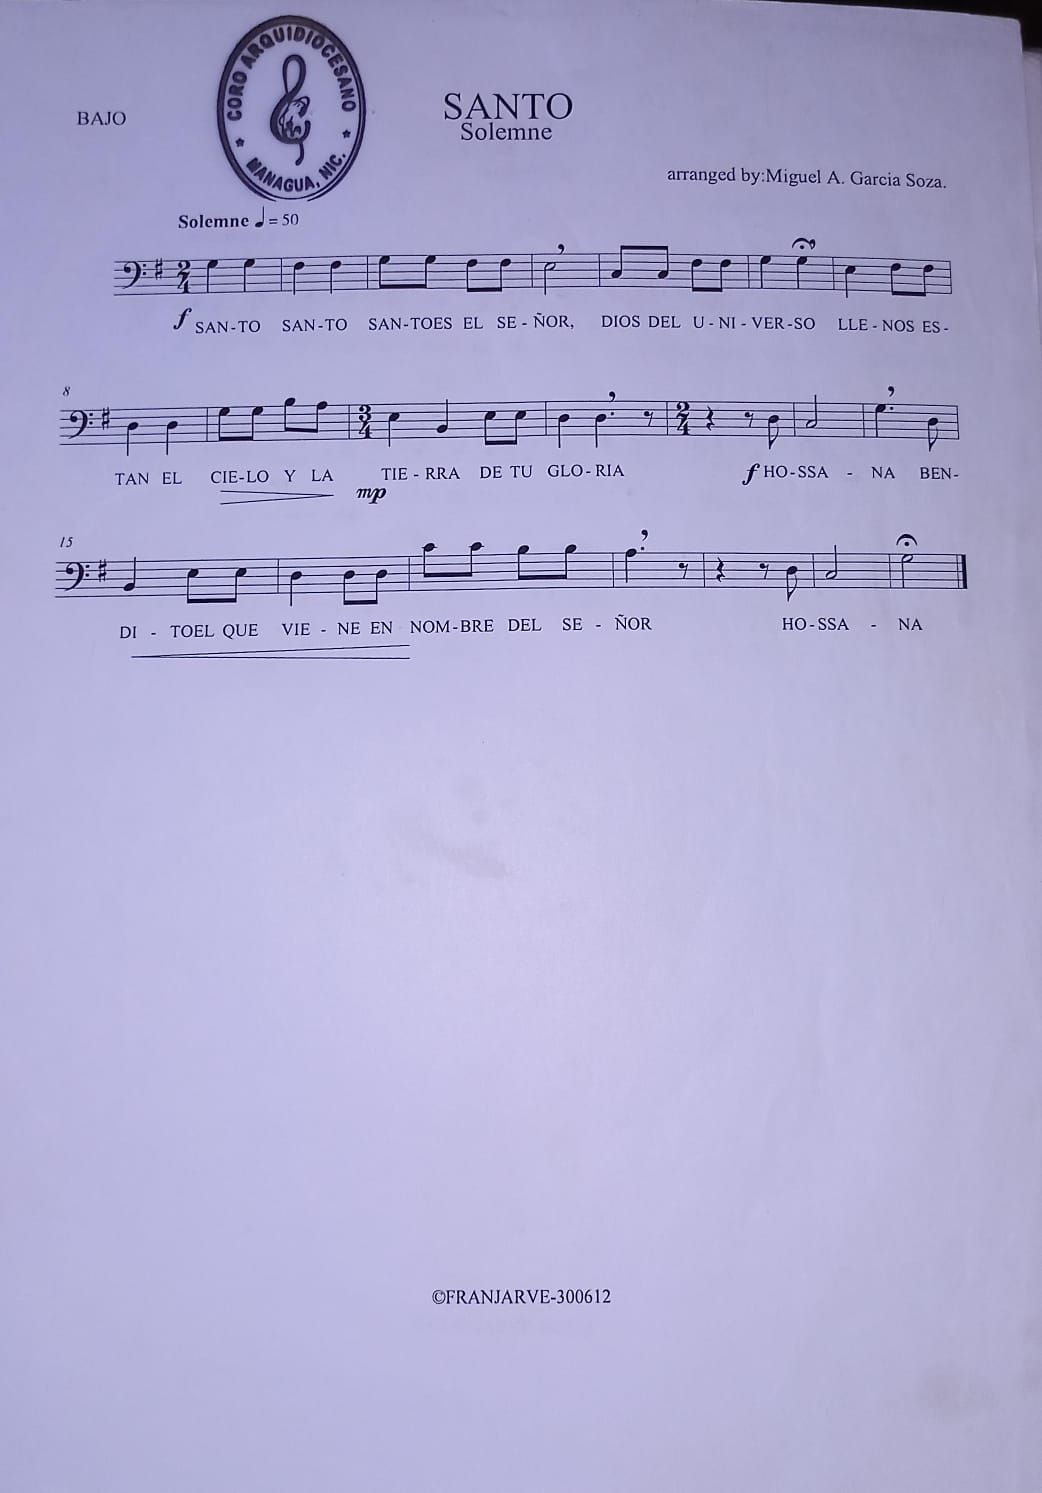 CORO ARQUIDIOCESANO
MANAGUA, NIC.
BAJO
SANTO
Solemne
arranged by:Miguel A. Garcia Soza.
Solemne ♩= 50
2/4
f SAN-TO SAN-TO SAN-TOES EL SE - ÑOR, DIOS DEL U - NI - VER-SO LLE - NOS ES -
8
3/4 2/4
TAN EL CIE-LO Y LA TIE - RRA DE TU GLO-RIA f HO-SSA - NA BEN-
mp
15
DI - TOEL QUE VIE - NE EN NOM-BRE DEL SE - ÑOR HO-SSA - NA
©FRANJARVE-300612